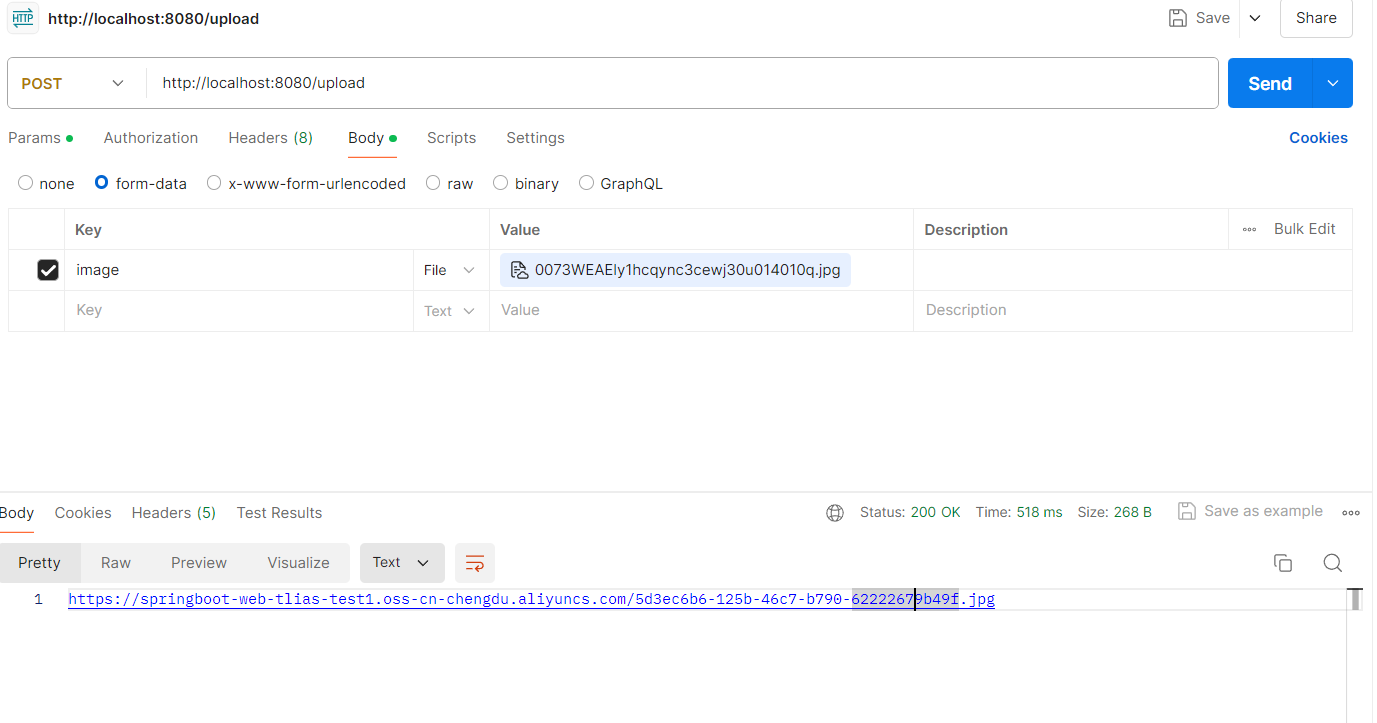 HTTP http://localhost:8080/upload Save Share
POST http://localhost:8080/upload Send
Params Authorization Headers (8) Body Scripts Settings Cookies
none form-data x-www-form-urlencoded raw binary GraphQL
Key Value Description Bulk Edit
image File 0073WEAEly1hcqync3cewj30u014010q.jpg
Key Text Value Description
Body Cookies Headers (5) Test Results Status: 200 OK Time: 518 ms Size: 268 B Save as example
Pretty Raw Preview Visualize Text
1 https://springboot-web-tlias-test1.oss-cn-chengdu.aliyuncs.com/5d3ec6b6-125b-46c7-b790-62222679b49f.jpg